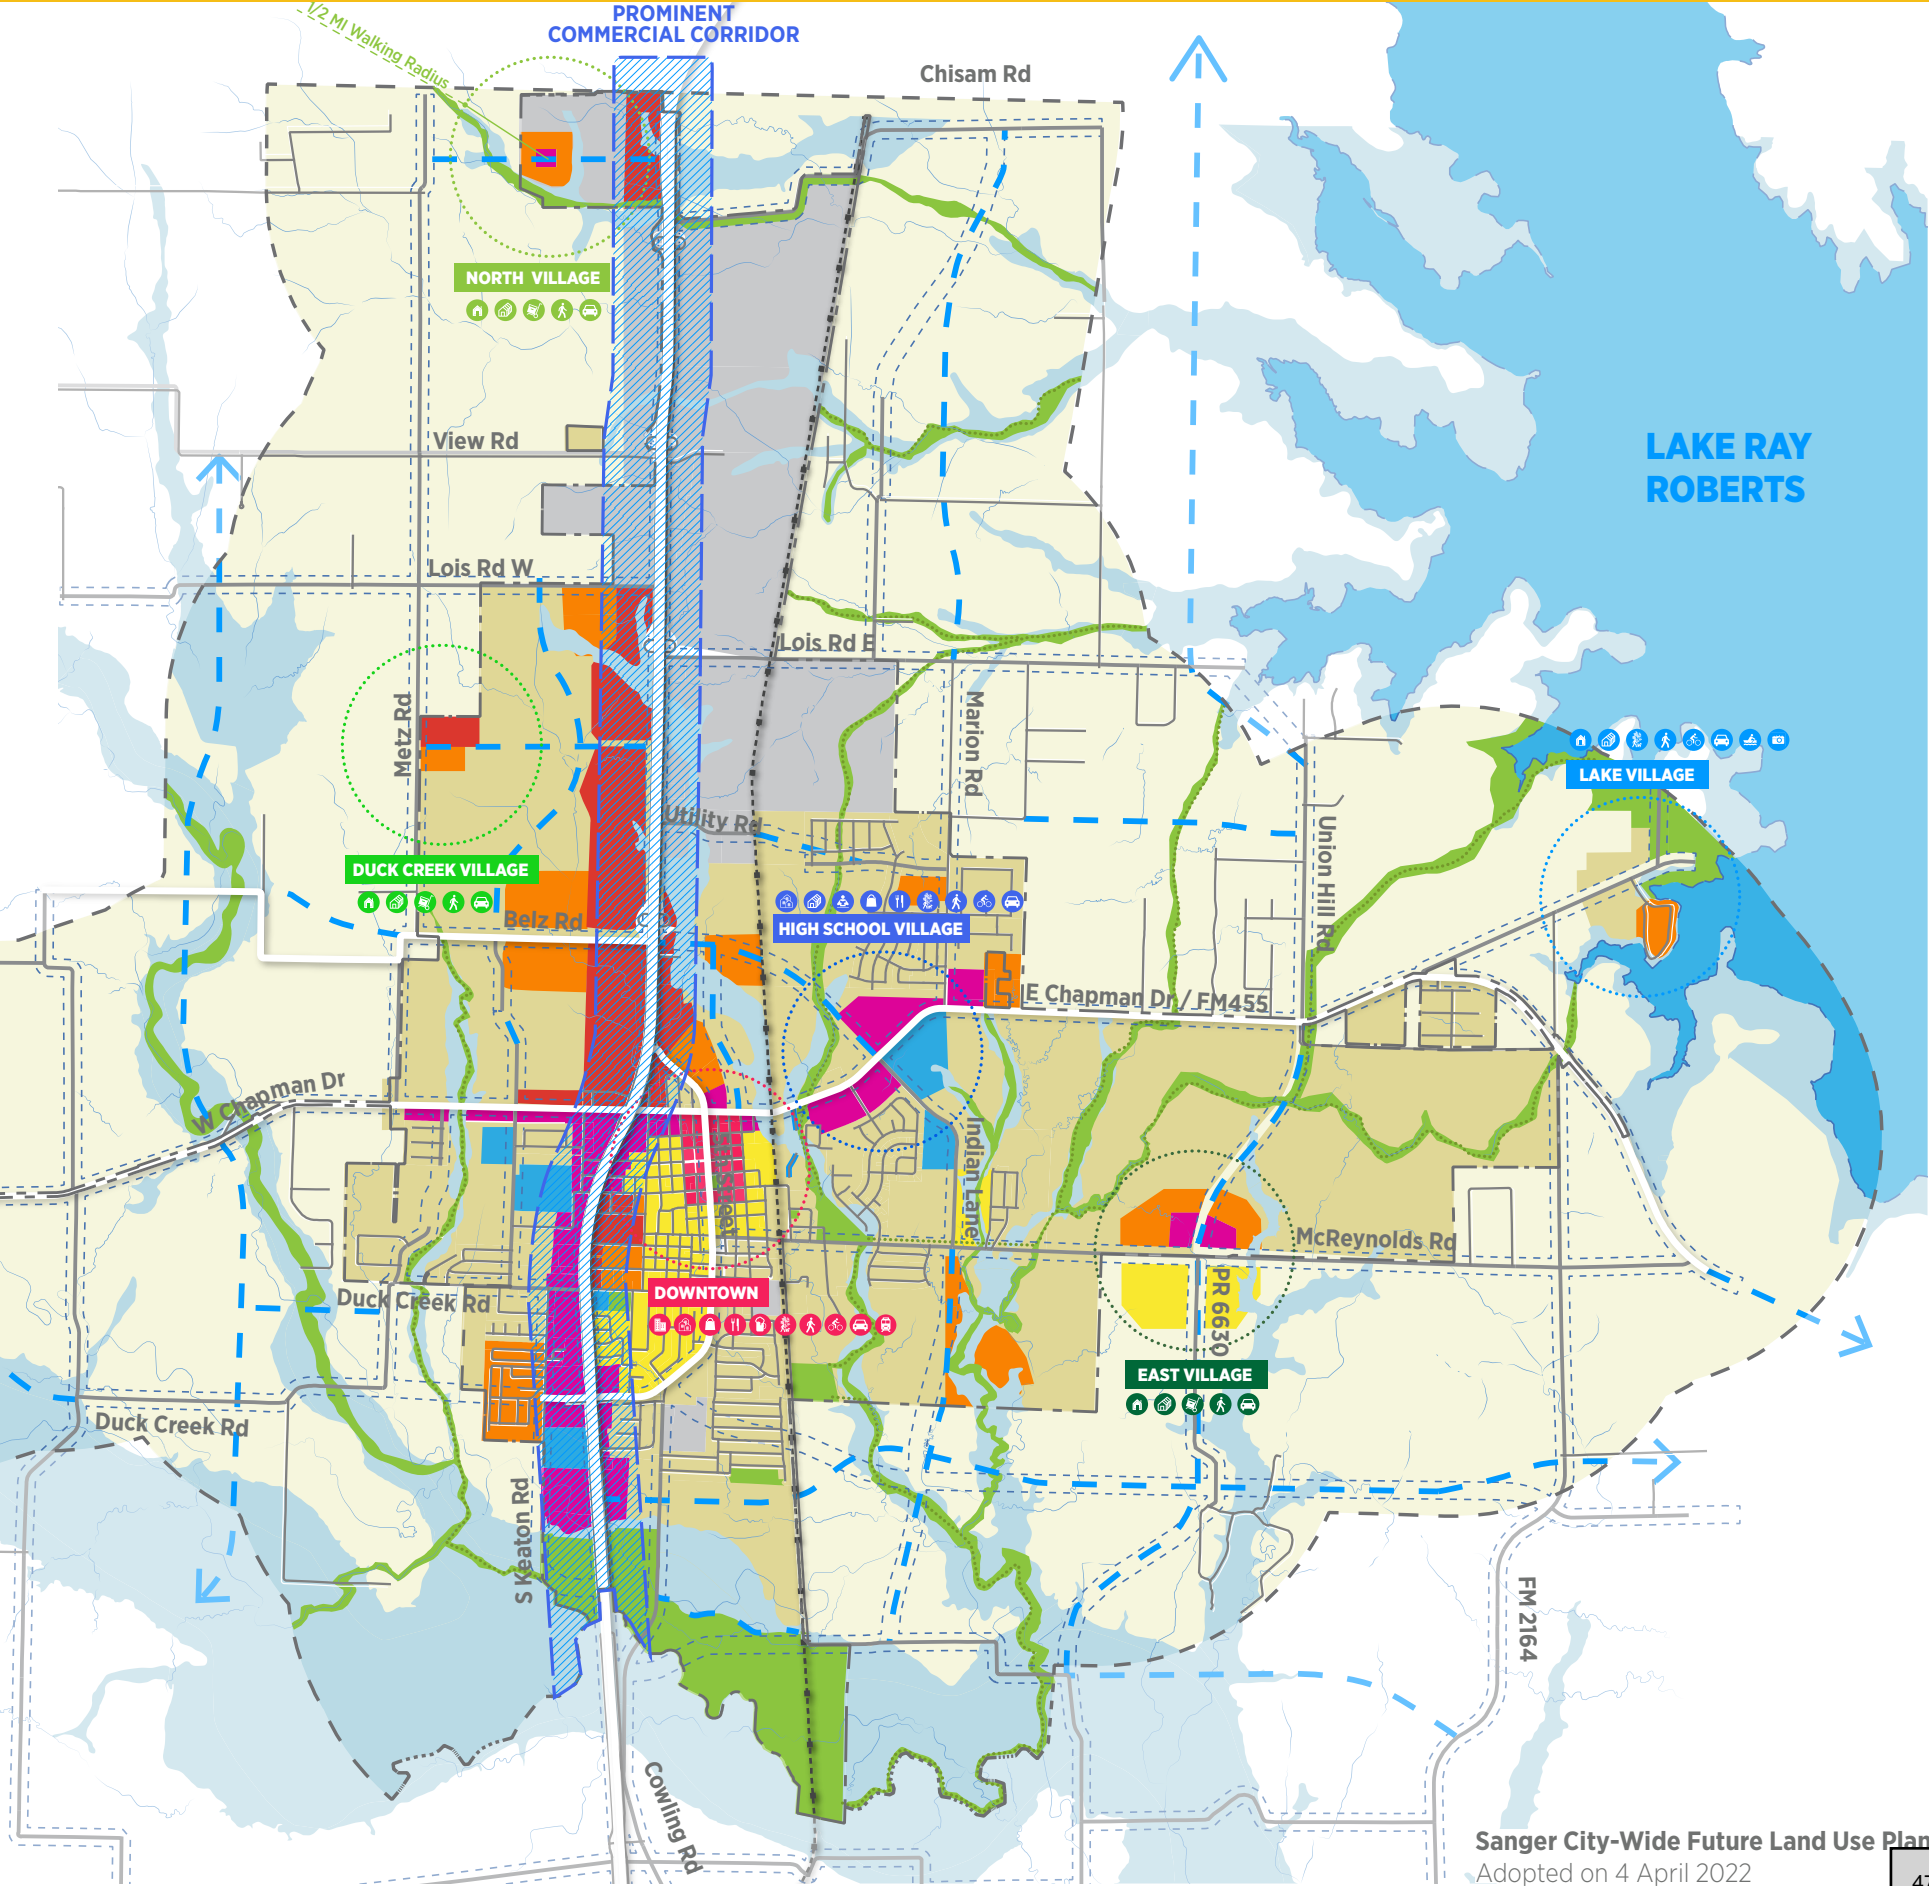 PROMINENT
COMMERCIAL CORRIDOR
1/2 MI Walking Radius
Chisam Rd
NORTH VILLAGE
View Rd
LAKE RAY
ROBERTS
Lois Rd W
Lois Rd E
Metz Rd
Marion Rd
LAKE VILLAGE
Utility Rd
Union Hill Rd
DUCK CREEK VILLAGE
Belz Rd
HIGH SCHOOL VILLAGE
E Chapman Dr / FM455
W Chapman Dr
Indian Lane
Street
McReynolds Rd
Duck Creek Rd
DOWNTOWN
PR 6630
EAST VILLAGE
Duck Creek Rd
S Keaton Rd
FM 2164
Cowling Rd
Sanger City-Wide Future Land Use Plan
Adopted on 4 April 2022